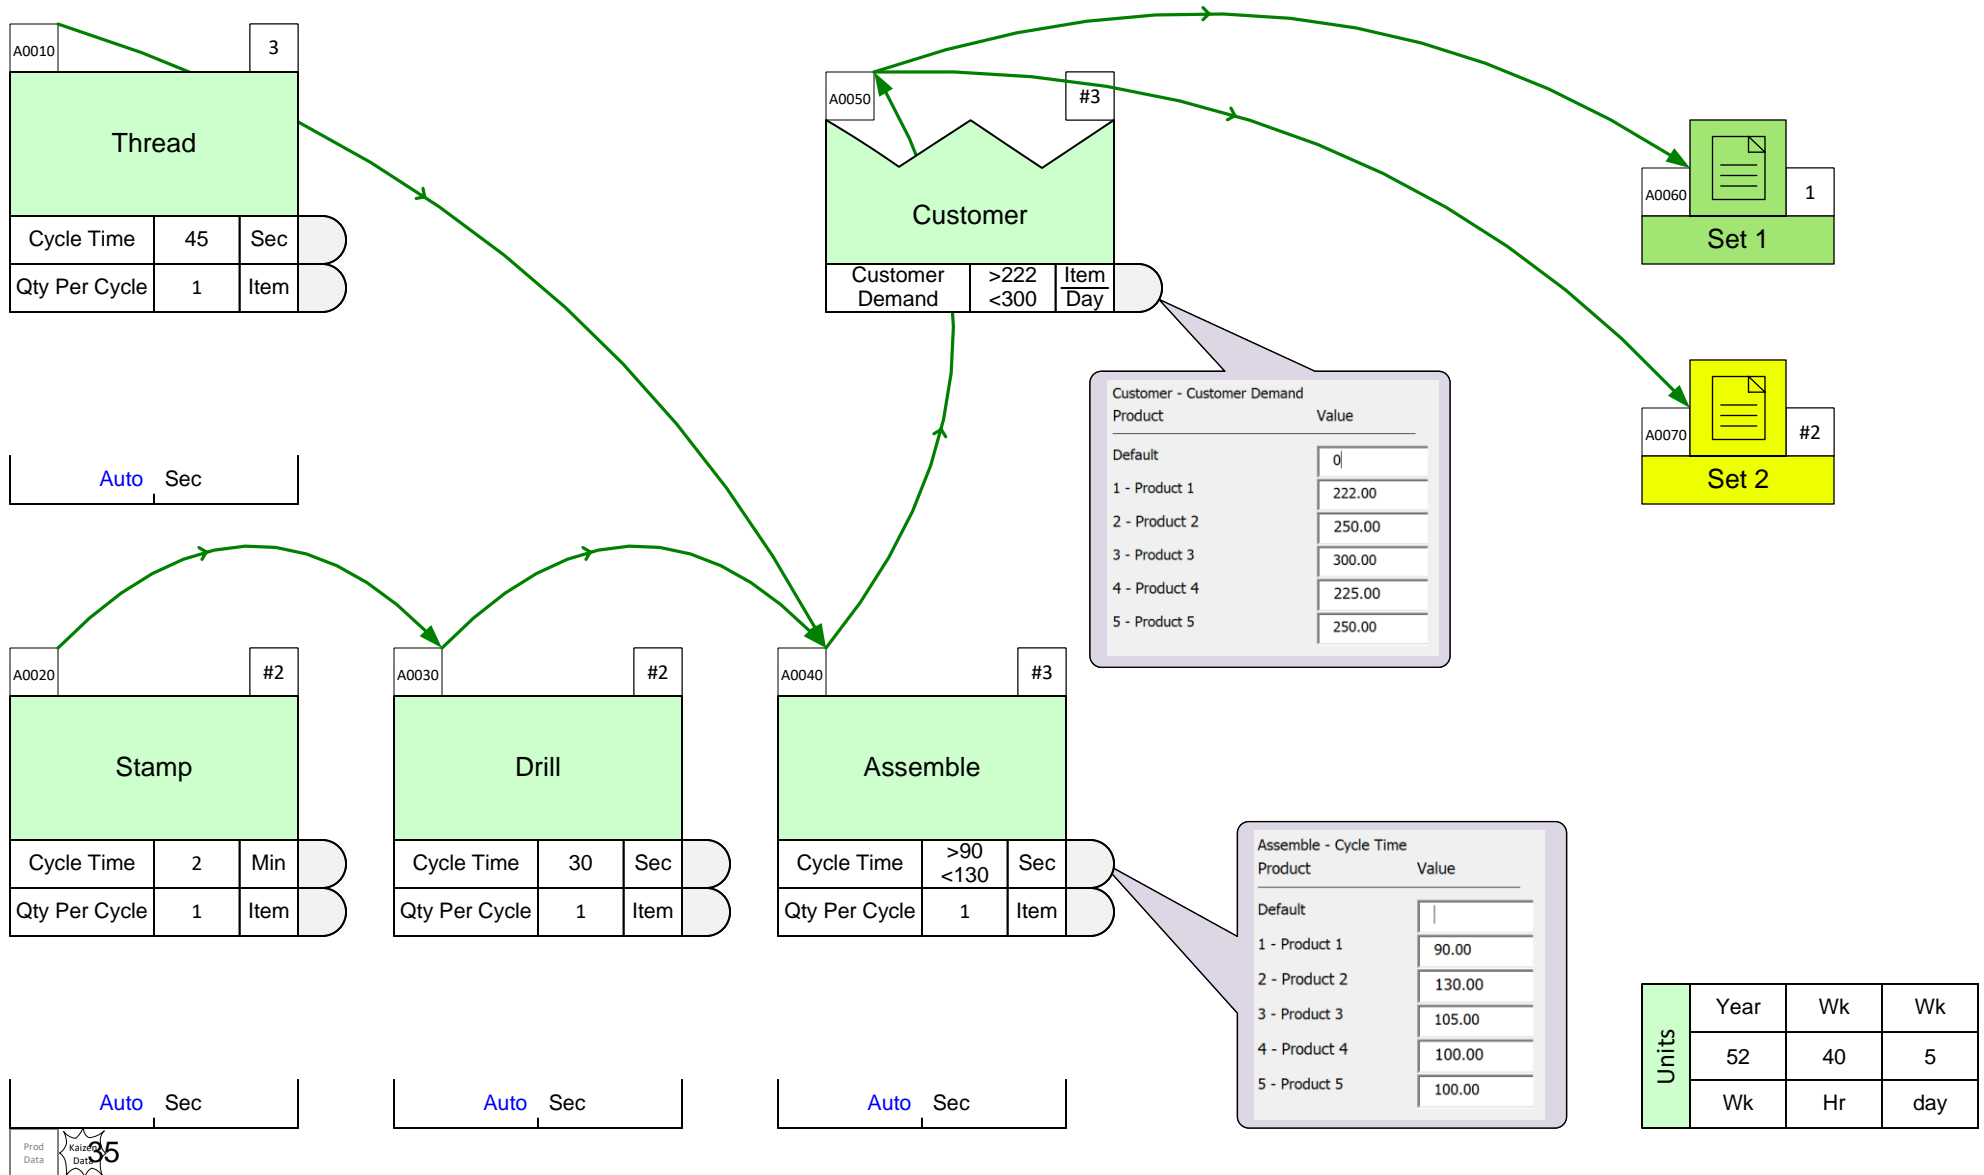 A0010
3
Thread
Cycle Time 45 Sec
Qty Per Cycle 1 Item
Auto Sec
A0050
#3
Customer
Customer Demand >222 <300 Item Day
Customer - Customer Demand
Product Value
Default 0
1 - Product 1 222.00
2 - Product 2 250.00
3 - Product 3 300.00
4 - Product 4 225.00
5 - Product 5 250.00
A0060
1
Set 1
A0070
#2
Set 2
A0020
#2
Stamp
Cycle Time 2 Min
Qty Per Cycle 1 Item
Auto Sec
A0030
#2
Drill
Cycle Time 30 Sec
Qty Per Cycle 1 Item
Auto Sec
A0040
#3
Assemble
Cycle Time >90 <130 Sec
Qty Per Cycle 1 Item
Auto Sec
Assemble - Cycle Time
Product Value
Default
1 - Product 1 90.00
2 - Product 2 130.00
3 - Product 3 105.00
4 - Product 4 100.00
5 - Product 5 100.00
Units
Year Wk Wk
52 40 5
Wk Hr day
Prod
Data
Kaizen
Data
35